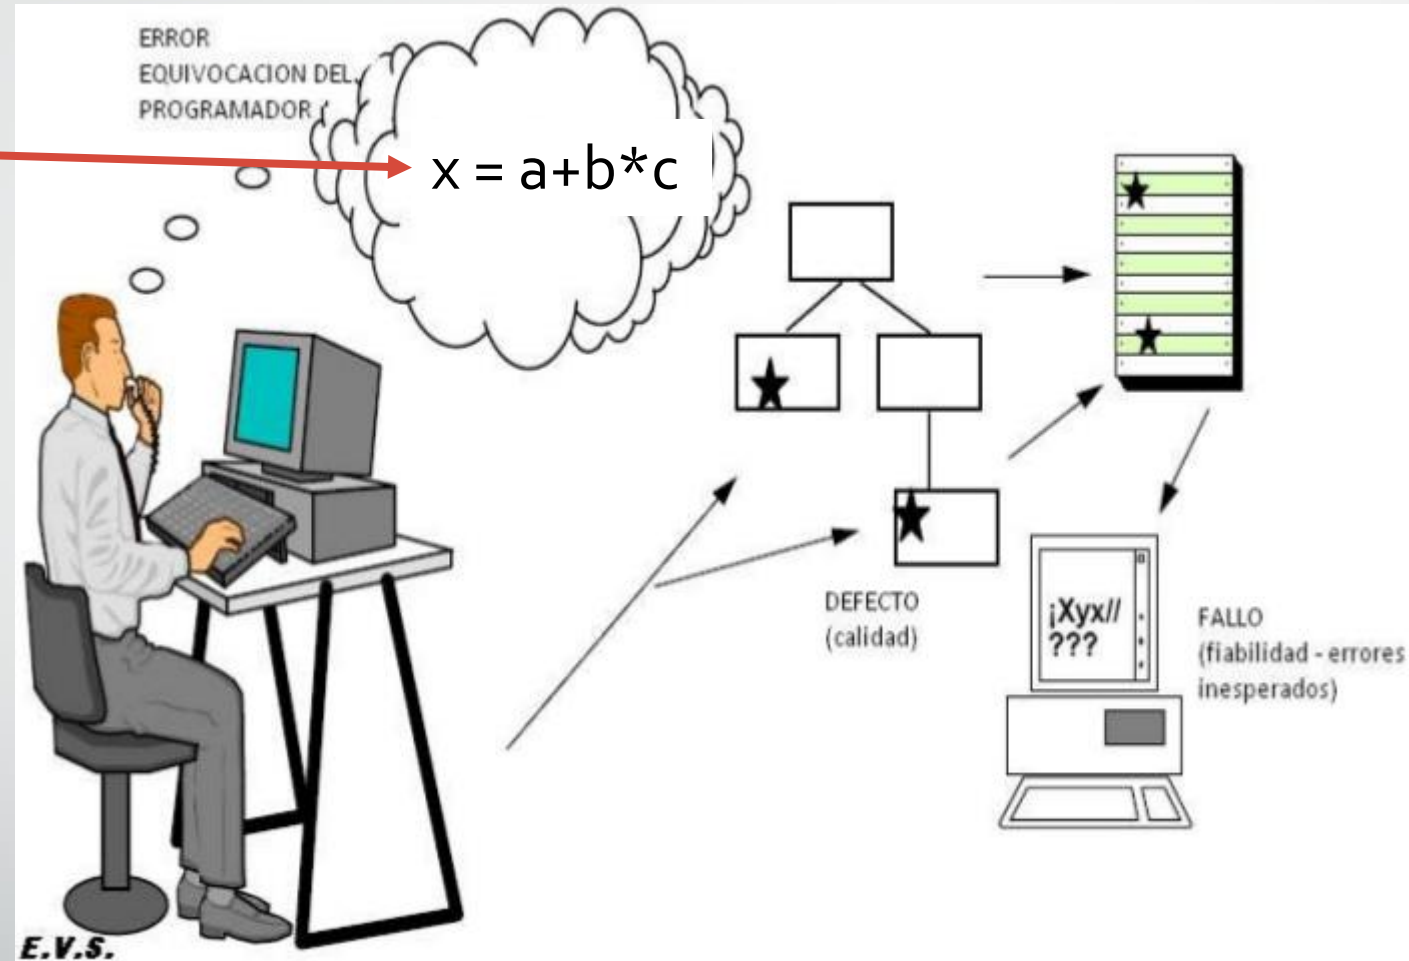 ERROR
EQUIVOCACION DEL
PROGRAMADOR
x = a+b*c
DEFECTO
(calidad)
¡Xyx//
???
FALLO
(fiabilidad - errores
inesperados)
E.V.S.